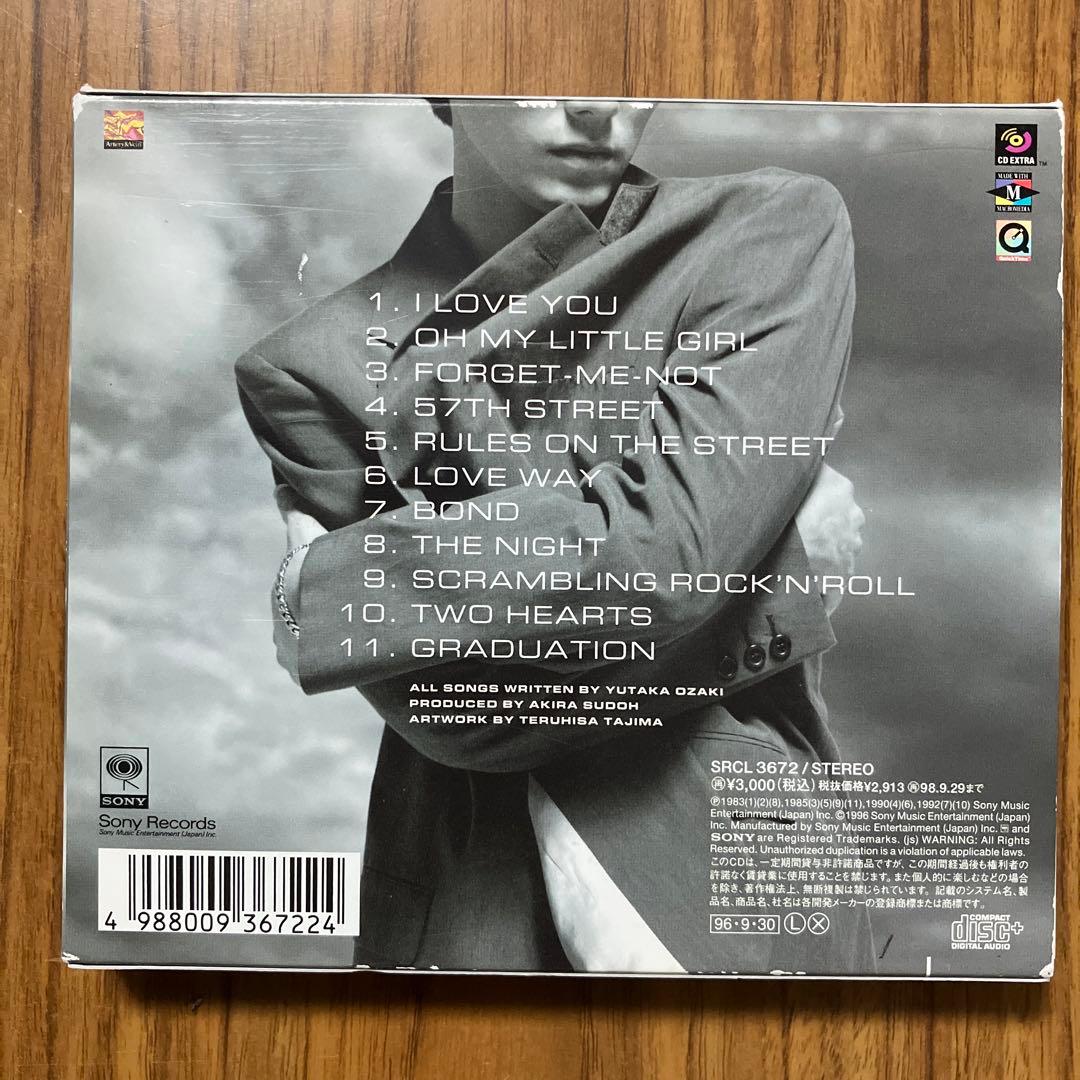 Artery&Vein
CD EXTRA
TM
MADE WITH
M
MACROMEDIA
QuickTime
1. I LOVE YOU
2. OH MY LITTLE GIRL
3. FORGET-ME-NOT
4. 57TH STREET
5. RULES ON THE STREET
6. LOVE WAY
7. BOND
8. THE NIGHT
9. SCRAMBLING ROCK'N'ROLL
10. TWO HEARTS
11. GRADUATION
ALL SONGS WRITTEN BY YUTAKA OZAKI
PRODUCED BY AKIRA SUDOH
ARTWORK BY TERUHISA TAJIMA
SONY
Sony Records
Sony Music Entertainment (Japan) Inc.
4 988009 367224
SRCL 3672/STEREO
㊞¥3,000(税込) 税抜価格¥2,913 ㊞98.9.29まで
℗1983(1)(2)(8), 1985(3)(5)(9)(11), 1990(4)(6), 1992(7)(10) Sony Music
Entertainment (Japan) Inc. ©1996 Sony Music Entertainment (Japan)
Inc. Manufactured by Sony Music Entertainment (Japan) Inc. and
SONY are Registered Trademarks. (js) WARNING: All Rights
Reserved. Unauthorized duplication is a violation of applicable laws.
このCDは、一定期間貸与非許諾商品ですが、この期間経過後も権利者の
許諾なく賃貸業に使用することを禁じます。また個人的に楽しむなどの場合
を除き、著作権法上、無断複製は禁じられています。 記載のシステム名、製
品名、商品名、社名は各開発メーカーの登録商標または商標です。
96・9・30 Ⓛ Ⓧ
COMPACT
disc+
DIGITAL AUDIO